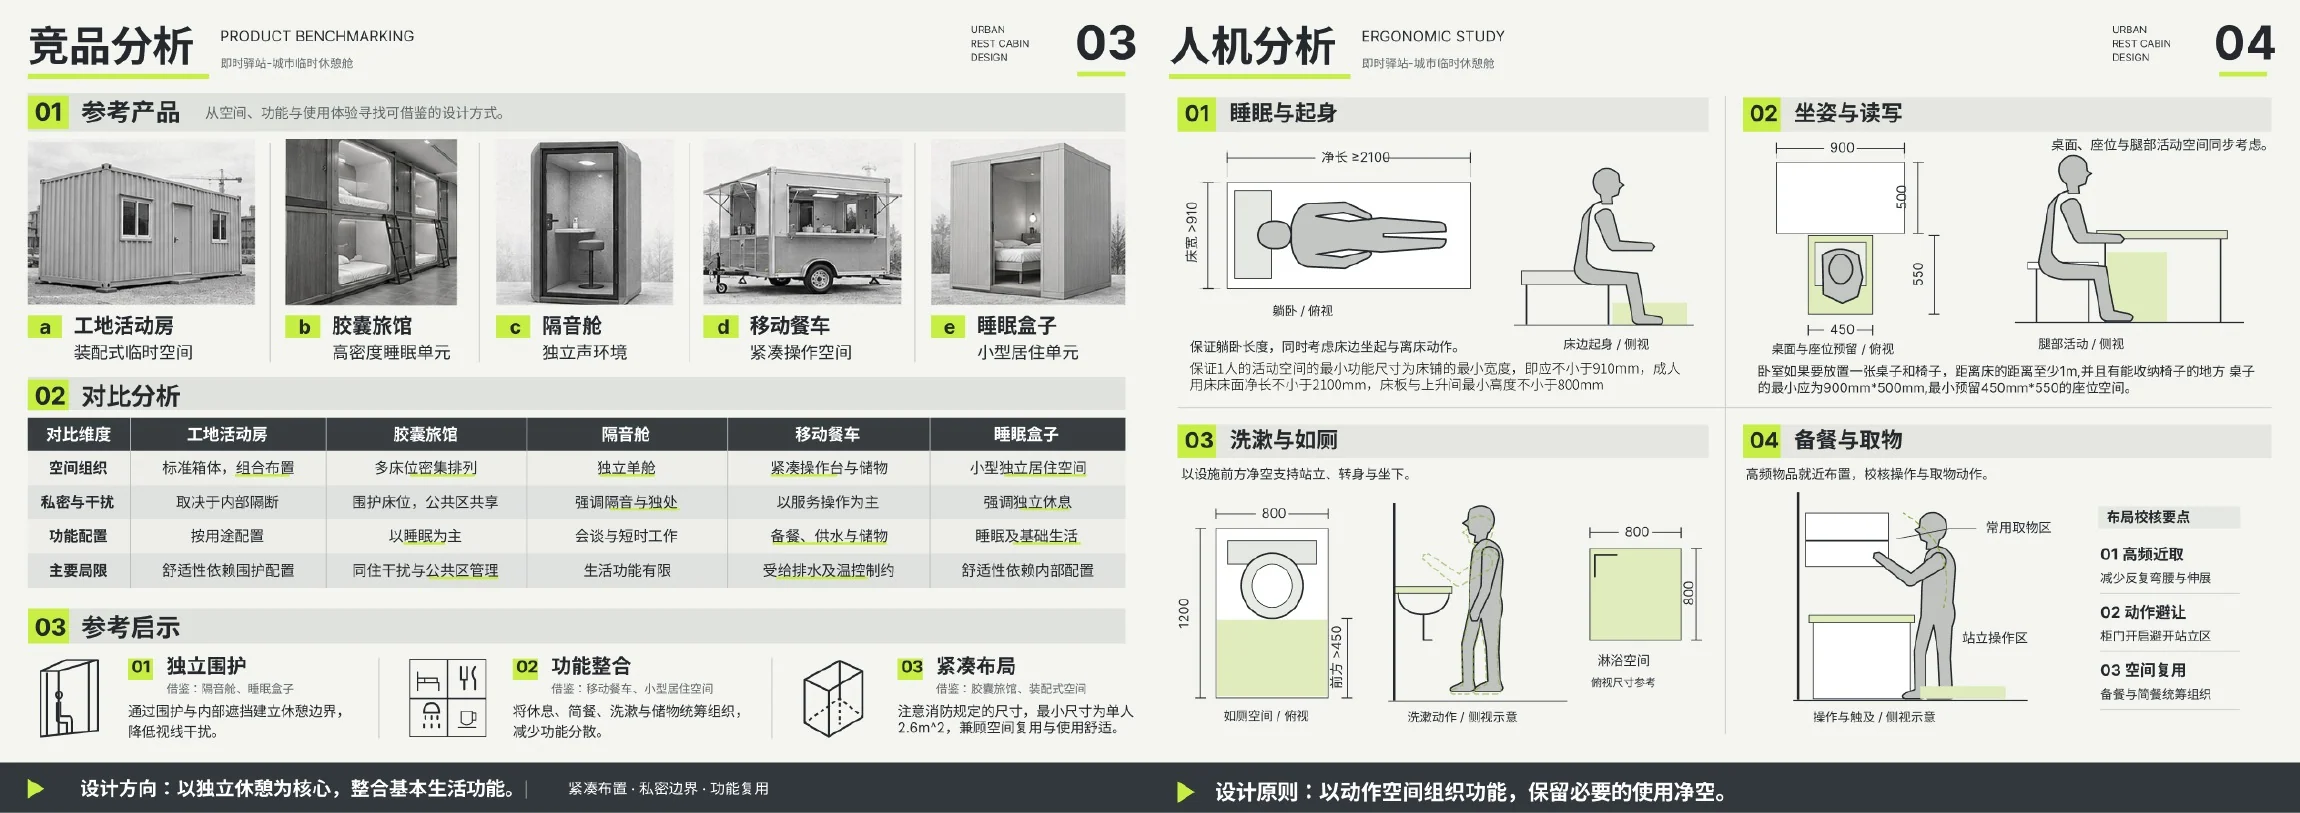 竞品分析
PRODUCT BENCHMARKING
即时驿站-城市临时休憩舱
URBAN
REST CABIN
DESIGN
03
01 参考产品
从空间、功能与使用体验寻找可借鉴的设计方式。
a 工地活动房
装配式临时空间
b 胶囊旅馆
高密度睡眠单元
c 隔音舱
独立声环境
d 移动餐车
紧凑操作空间
e 睡眠盒子
小型居住单元
02 对比分析
对比维度 工地活动房 胶囊旅馆 隔音舱 移动餐车 睡眠盒子
空间组织 标准箱体，组合布置 多床位密集排列 独立单舱 紧凑操作台与储物 小型独立居住空间
私密与干扰 取决于内部隔断 围护床位，公共区共享 强调隔音与独处 以服务操作为主 强调独立休息
功能配置 按用途配置 以睡眠为主 会谈与短时工作 备餐、供水与储物 睡眠及基础生活
主要局限 舒适性依赖围护配置 同住干扰与公共区管理 生活功能有限 受给排水及温控制约 舒适性依赖内部配置
03 参考启示
01 独立围护
借鉴：隔音舱、睡眠盒子
通过围护与内部遮挡建立休憩边界，
降低视线干扰。
02 功能整合
借鉴：移动餐车、小型居住空间
将休息、简餐、洗漱与储物统筹组织，
减少功能分散。
03 紧凑布局
借鉴：胶囊旅馆、装配式空间
注意消防规定的尺寸，最小尺寸为单人
2.6m^2，兼顾空间复用与使用舒适。
设计方向：以独立休憩为核心，整合基本生活功能。
紧凑布置·私密边界·功能复用
人机分析
ERGONOMIC STUDY
即时驿站-城市临时休憩舱
URBAN
REST CABIN
DESIGN
04
01 睡眠与起身
净长 ≥2100
床宽 >910
躺卧 / 俯视
床边起身 / 侧视
保证躺卧长度，同时考虑床边坐起与离床动作。
保证1人的活动空间的最小功能尺寸为床铺的最小宽度，即应不小于910mm，成人
用床床面净长不小于2100mm，床板与上升间最小高度不小于800mm
02 坐姿与读写
桌面、座位与腿部活动空间同步考虑。
900
500
550
450
桌面与座位预留 / 俯视
腿部活动 / 侧视
卧室如果要放置一张桌子和椅子，距离床的距离至少1m,并且有能收纳椅子的地方 桌子
的最小应为900mm*500mm,最小预留450mm*550的座位空间。
03 洗漱与如厕
以设施前方净空支持站立、转身与坐下。
800
1200
前方 >450
如厕空间 / 俯视
洗漱动作 / 侧视示意
800
800
淋浴空间
俯视尺寸参考
04 备餐与取物
高频物品就近布置，校核操作与取物动作。
常用取物区
站立操作区
操作与触及 / 侧视示意
布局校核要点
01 高频近取
减少反复弯腰与伸展
02 动作避让
柜门开启避开站立区
03 空间复用
备餐与简餐统筹组织
设计原则：以动作空间组织功能，保留必要的使用净空。